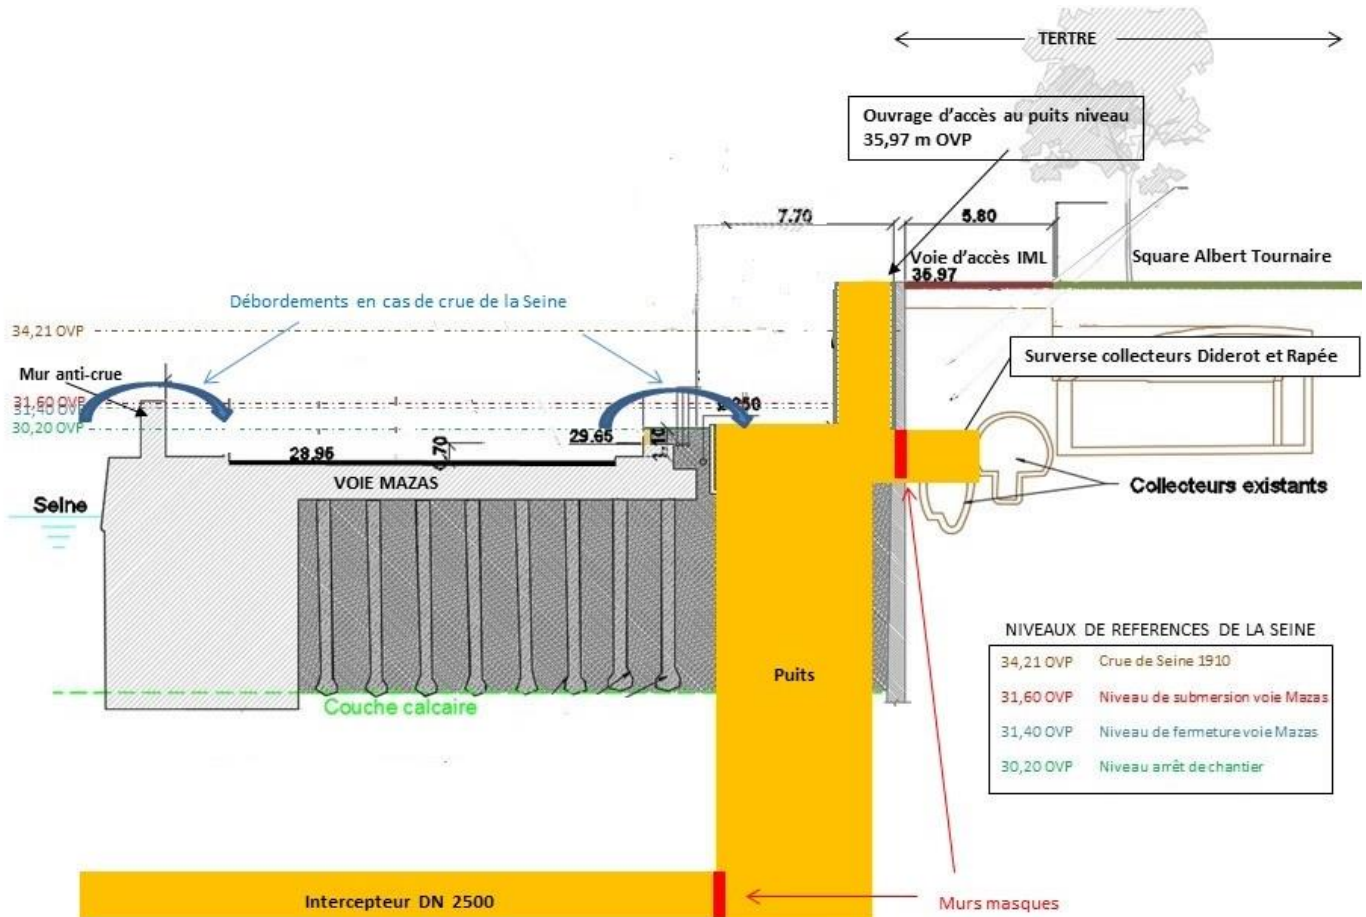 TERTRE
Ouvrage d'accès au puits niveau
35,97 m OVP
7.70
5.80
Voie d'accès IML
35.97
Square Albert Tournaire
Débordements en cas de crue de la Seine
34,21 OVP
Mur anti-crue
31,60 OVP
31,40 OVP
30,20 OVP
Surverse collecteurs Diderot et Rapée
29.65
28.95
VOIE MAZAS
Seine
Collecteurs existants
Puits
Couche calcaire
NIVEAUX DE REFERENCES DE LA SEINE
34,21 OVP Crue de Seine 1910
31,60 OVP Niveau de submersion voie Mazas
31,40 OVP Niveau de fermeture voie Mazas
30,20 OVP Niveau arrêt de chantier
Intercepteur DN 2500
Murs masques